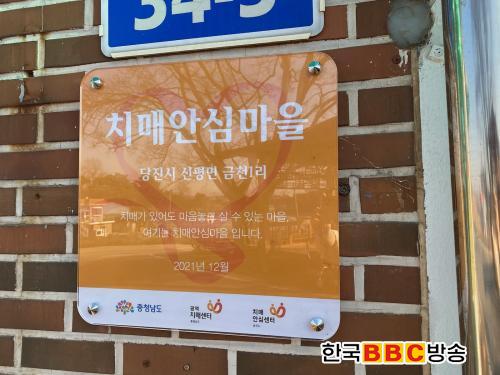 34-5
치매안심마을
당진시 신평면 금천1리
치매가 있어도 마음놓고 살 수 있는 마을,
여기는 치매안심마을 입니다.
2021년 12월
충청남도
광역
치매센터
치매
안심센터
한국BBC방송